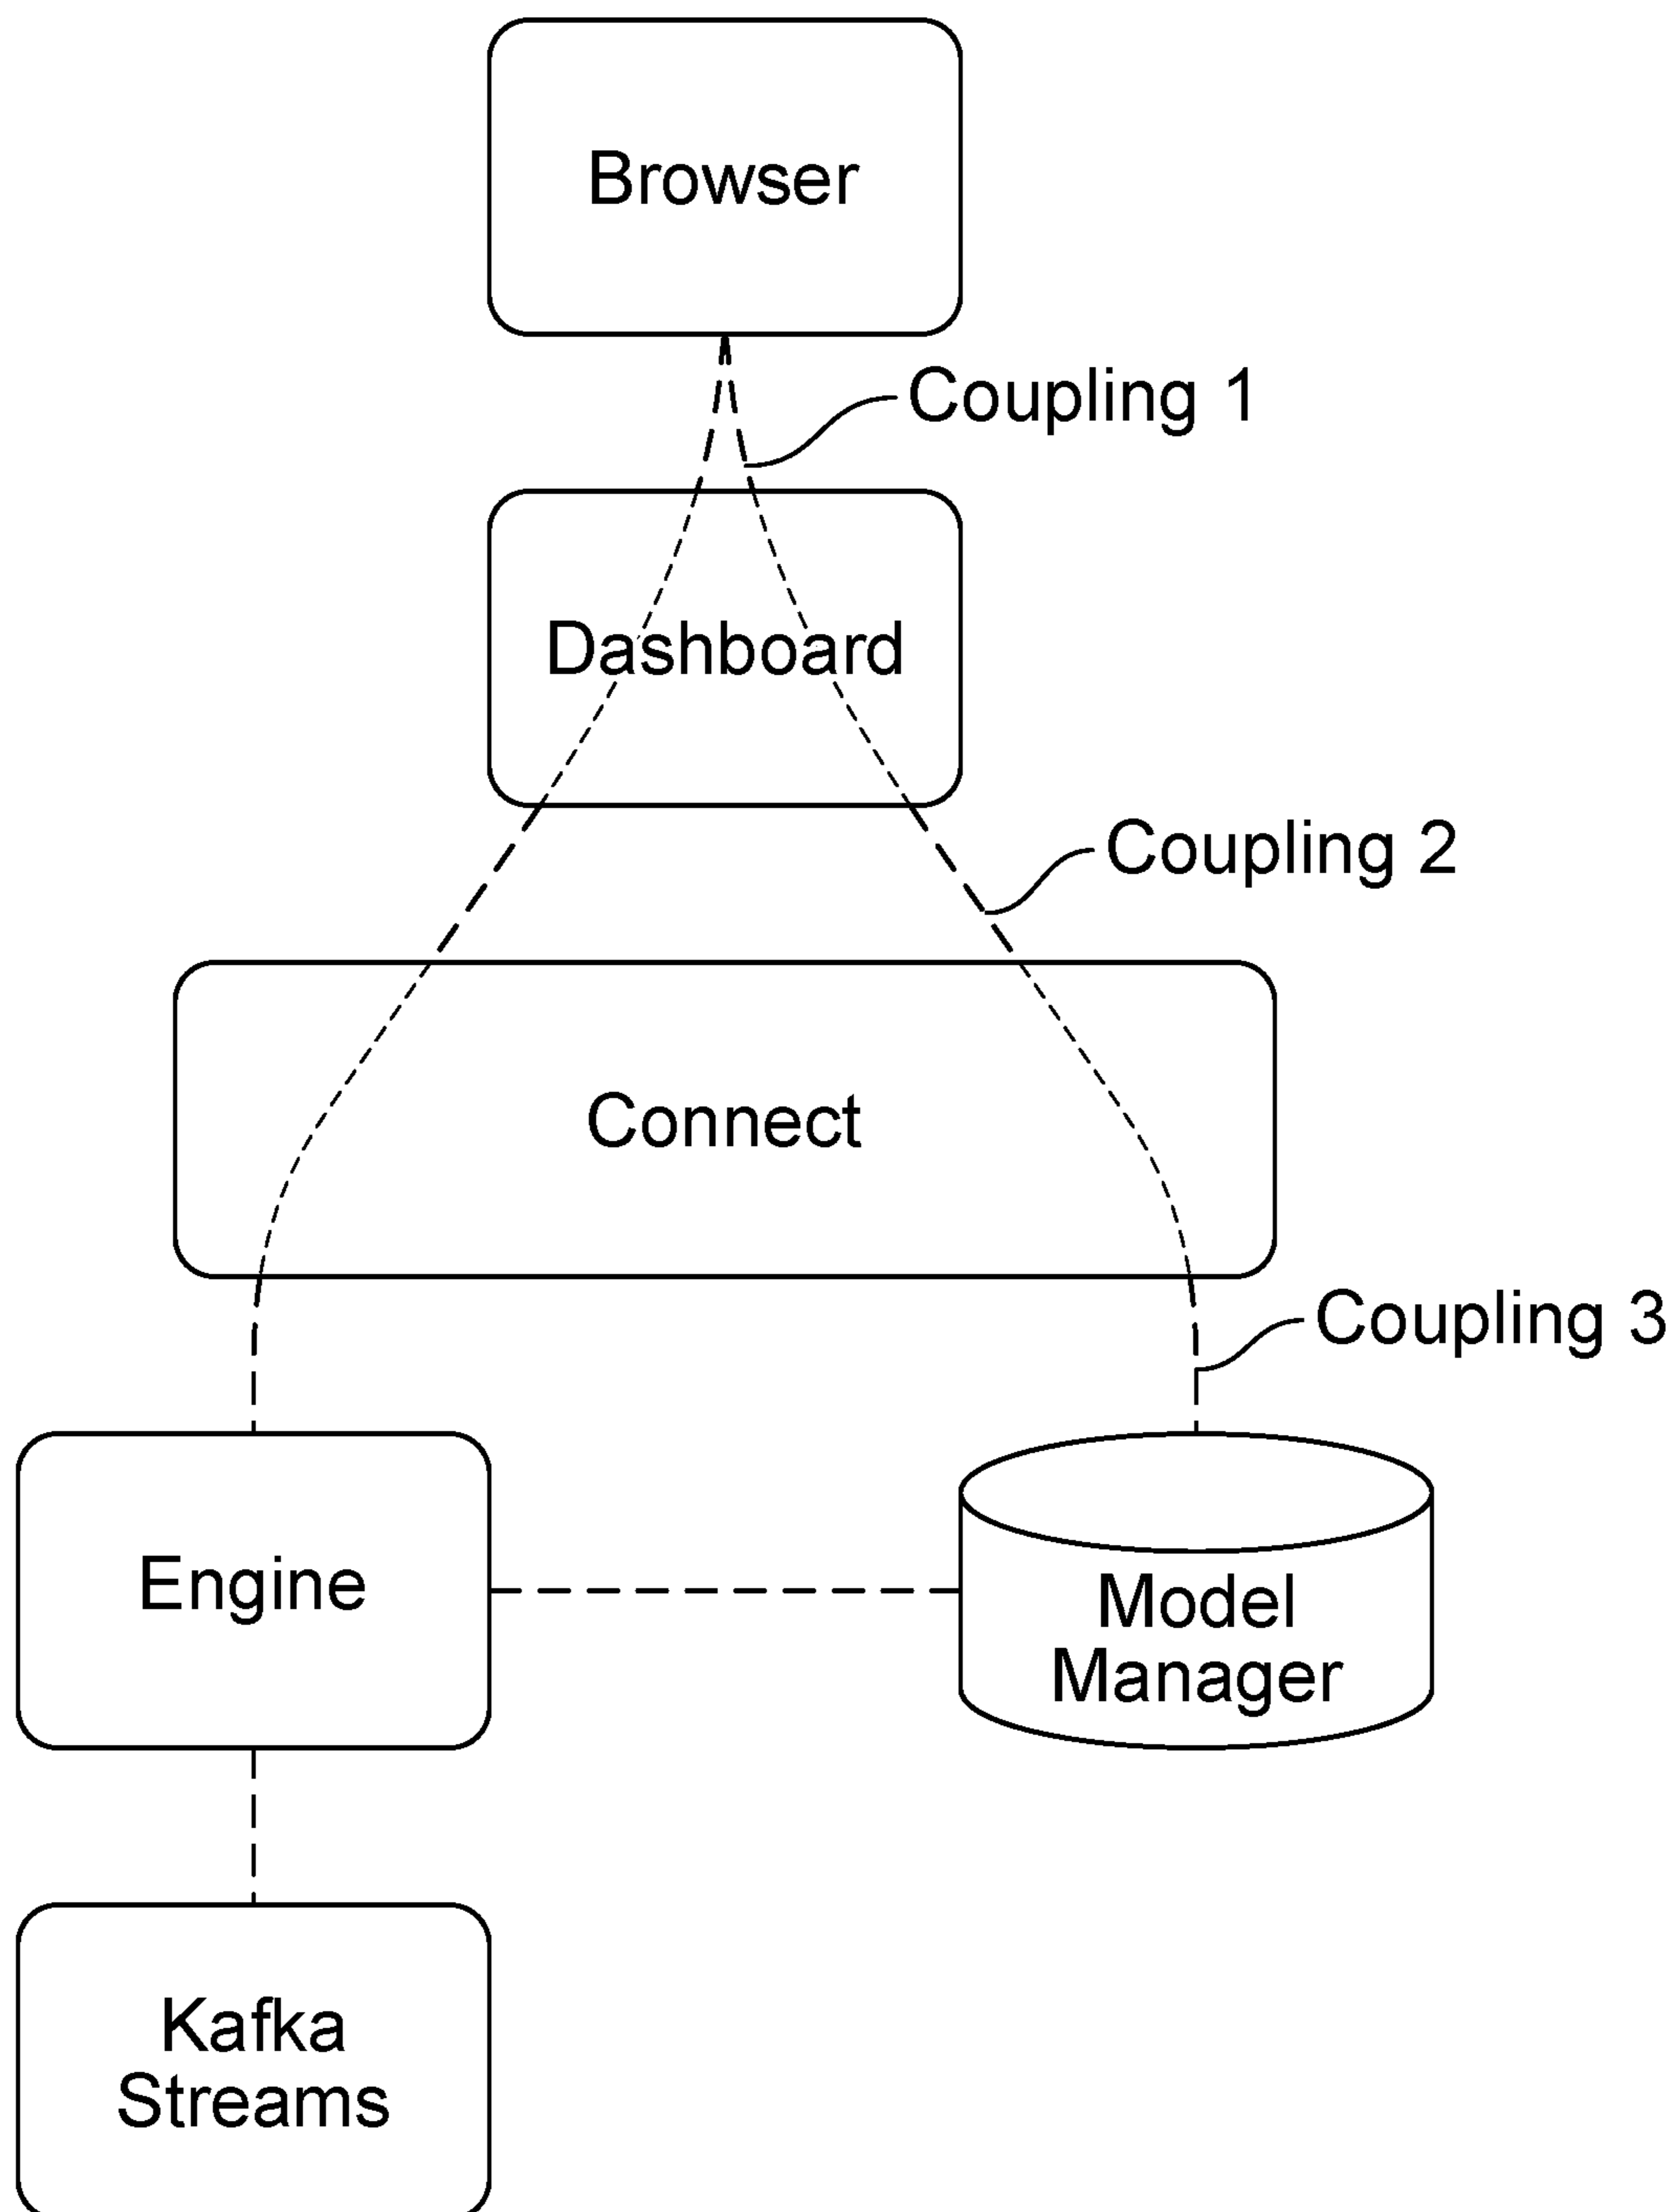 Browser
Coupling 1
Dashboard
Coupling 2
Connect
Coupling 3
Engine
Model
Manager
Kafka
Streams